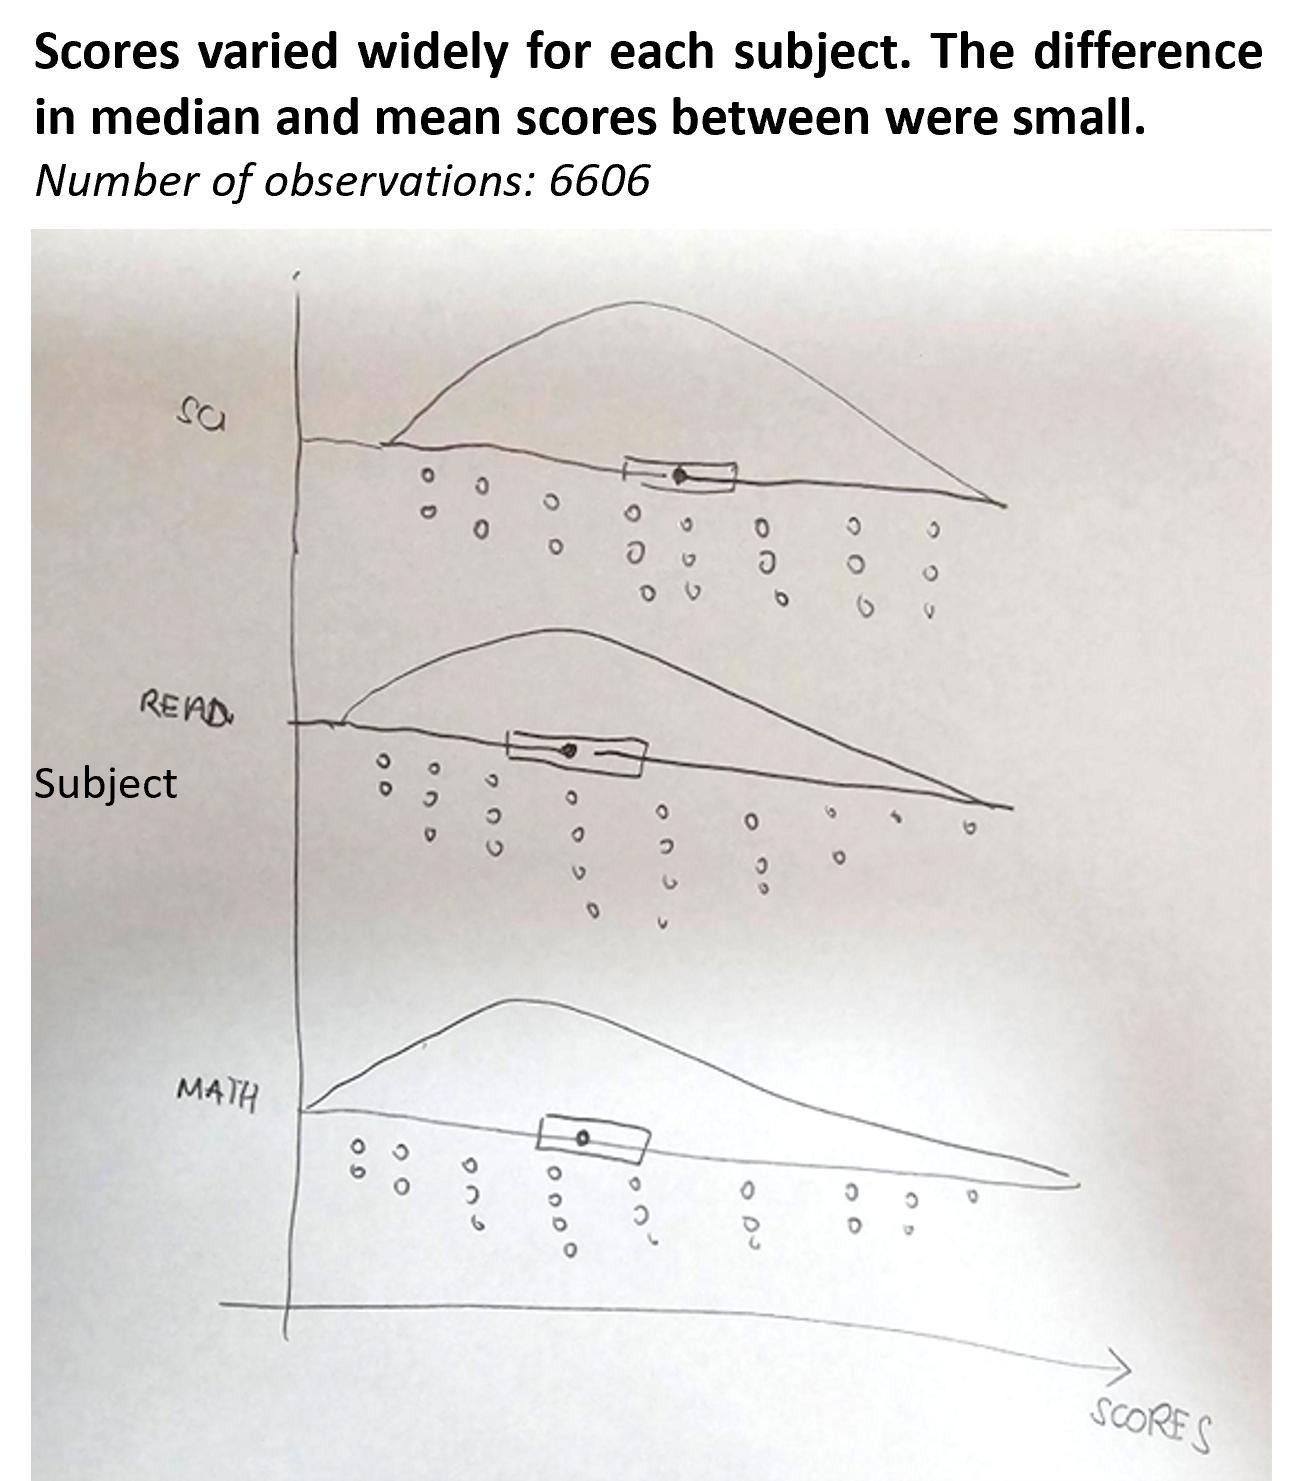 Scores varied widely for each subject. The difference
in median and mean scores between were small.
Number of observations: 6606
SCI
READ
Subject
MATH
SCORES